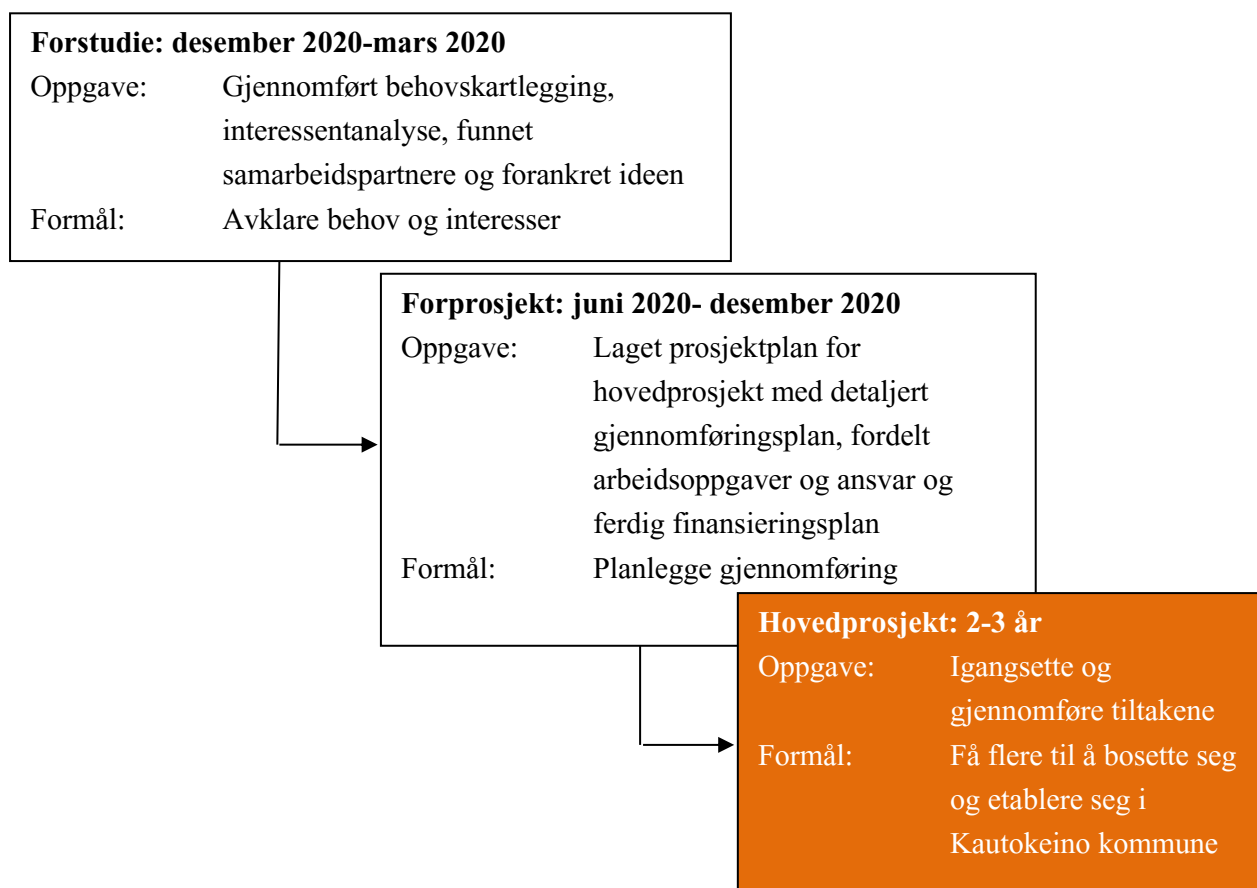 Forstudie: desember 2020-mars 2020
Oppgave: Gjennomført behovskartlegging,
interessentanalyse, funnet
samarbeidspartnere og forankret ideen
Formål: Avklare behov og interesser
Forprosjekt: juni 2020- desember 2020
Oppgave: Laget prosjektplan for
hovedprosjekt med detaljert
gjennomføringsplan, fordelt
arbeidsoppgaver og ansvar og
ferdig finansieringsplan
Formål: Planlegge gjennomføring
Hovedprosjekt: 2-3 år
Oppgave: Igangsette og
gjennomføre tiltakene
Formål: Få flere til å bosette seg
og etablere seg i
Kautokeino kommune